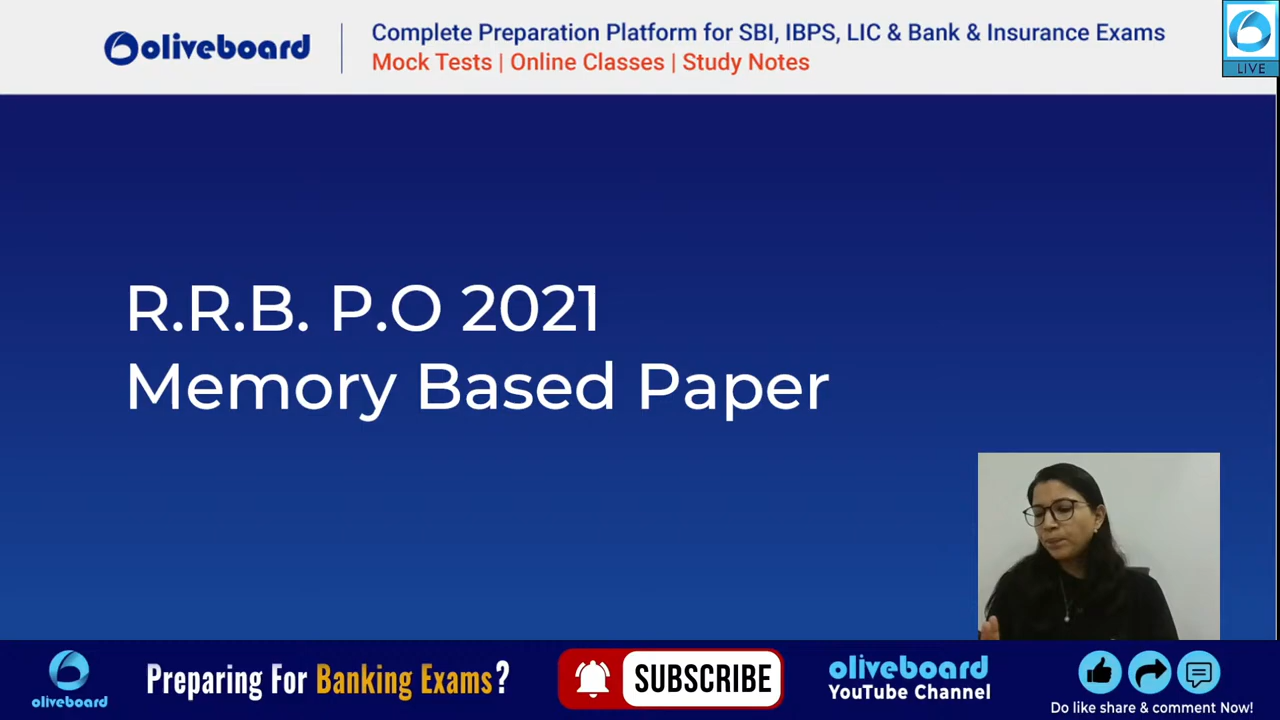 oliveboard
Complete Preparation Platform for SBI, IBPS, LIC & Bank & Insurance Exams
Mock Tests | Online Classes | Study Notes
LIVE
R.R.B. P.O 2021
Memory Based Paper
oliveboard
Preparing For Banking Exams?
SUBSCRIBE
oliveboard
YouTube Channel
Do like share & comment Now!